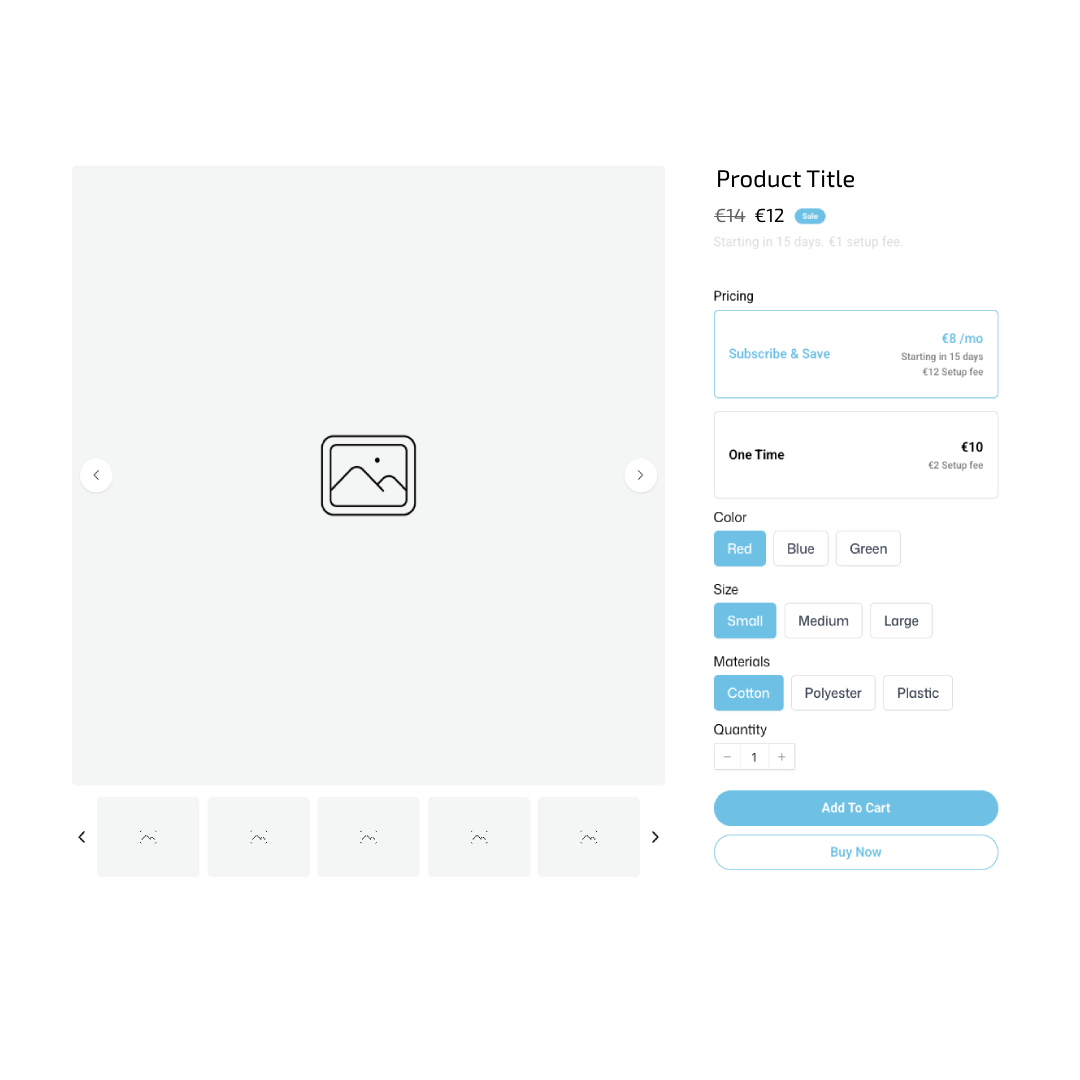 Product Title
€14 €12 Sale
Starting in 15 days. €1 setup fee.
Pricing
Subscribe & Save
€8 /mo
Starting in 15 days
€12 Setup fee
One Time
€10
€2 Setup fee
Color
Red Blue Green
Size
Small Medium Large
Materials
Cotton Polyester Plastic
Quantity
− 1 +
Add To Cart
Buy Now